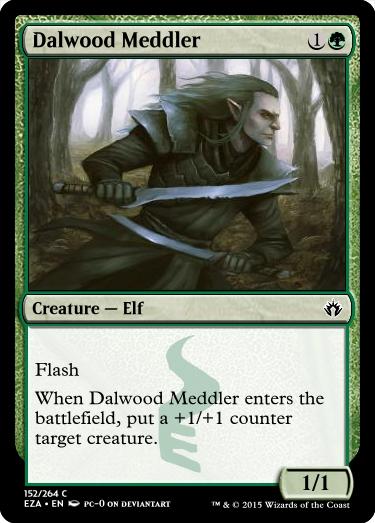 Dalwood Meddler 1
Creature — Elf
Flash
When Dalwood Meddler enters the
battlefield, put a +1/+1 counter
target creature.
1/1
152/264 C
EZA • EN PC-0 ON DEVIANTART ™ & © 2015 Wizards of the Coast